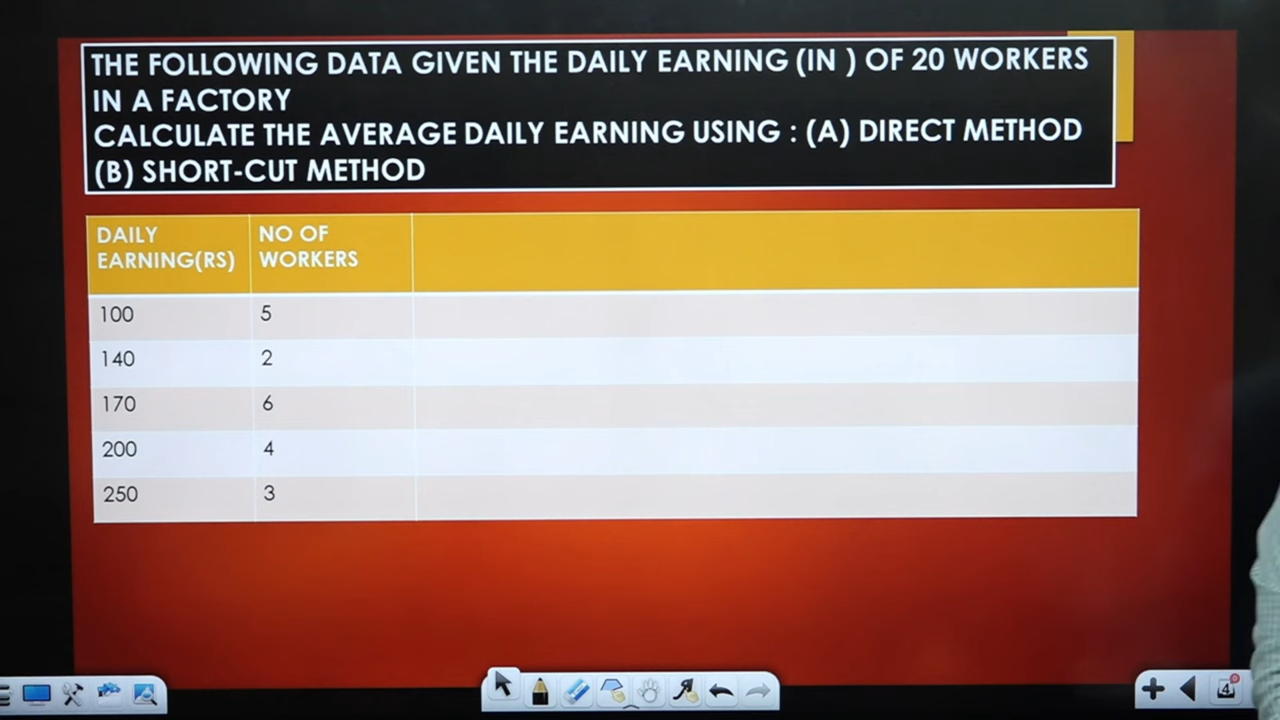 THE FOLLOWING DATA GIVEN THE DAILY EARNING (IN ) OF 20 WORKERS
IN A FACTORY
CALCULATE THE AVERAGE DAILY EARNING USING : (A) DIRECT METHOD
(B) SHORT-CUT METHOD
DAILY EARNING(RS) NO OF WORKERS
100 5
140 2
170 6
200 4
250 3
4